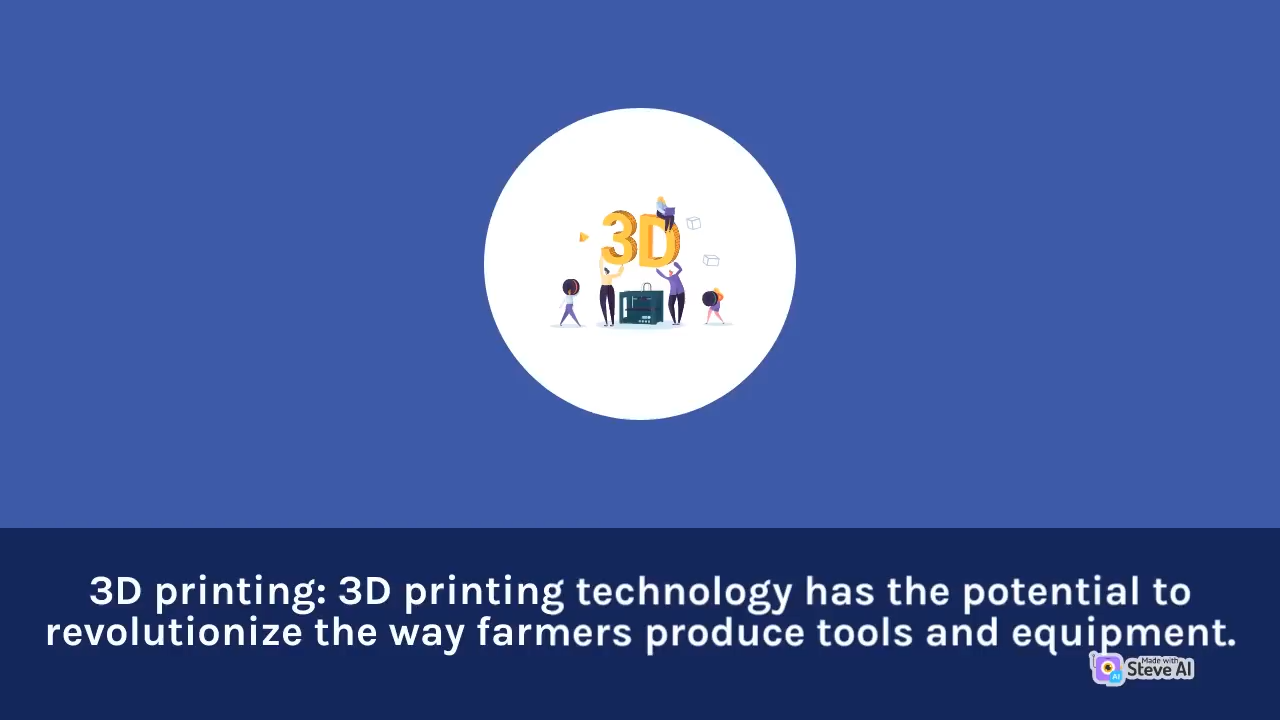 3D
3D printing: 3D printing technology has the potential to
revolutionize the way farmers produce tools and equipment.
Made with
Steve AI
AI